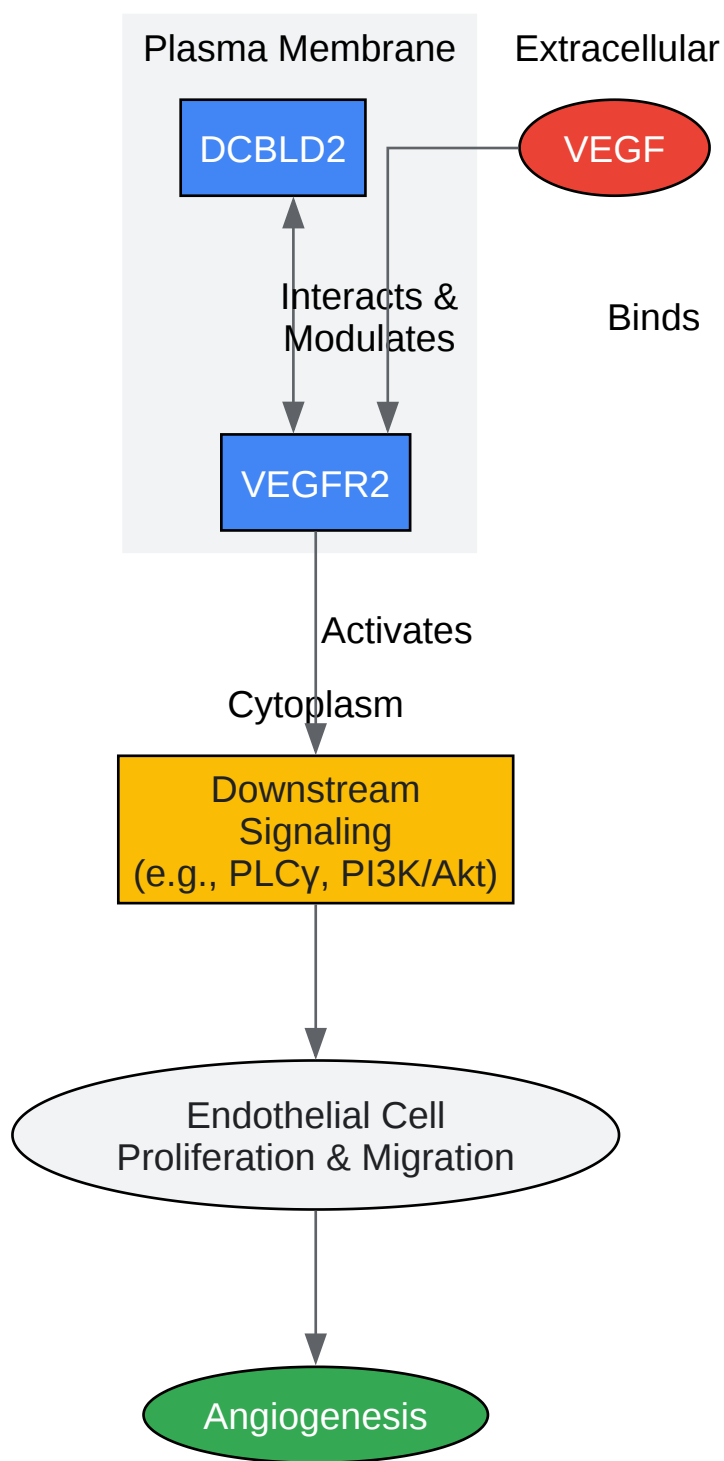 Plasma Membrane
Extracellular
DCBLD2
VEGF
Interacts &
Modulates
Binds
VEGFR2
Activates
Cytoplasm
Downstream
Signaling
(e.g., PLCγ, PI3K/Akt)
Endothelial Cell
Proliferation & Migration
Angiogenesis